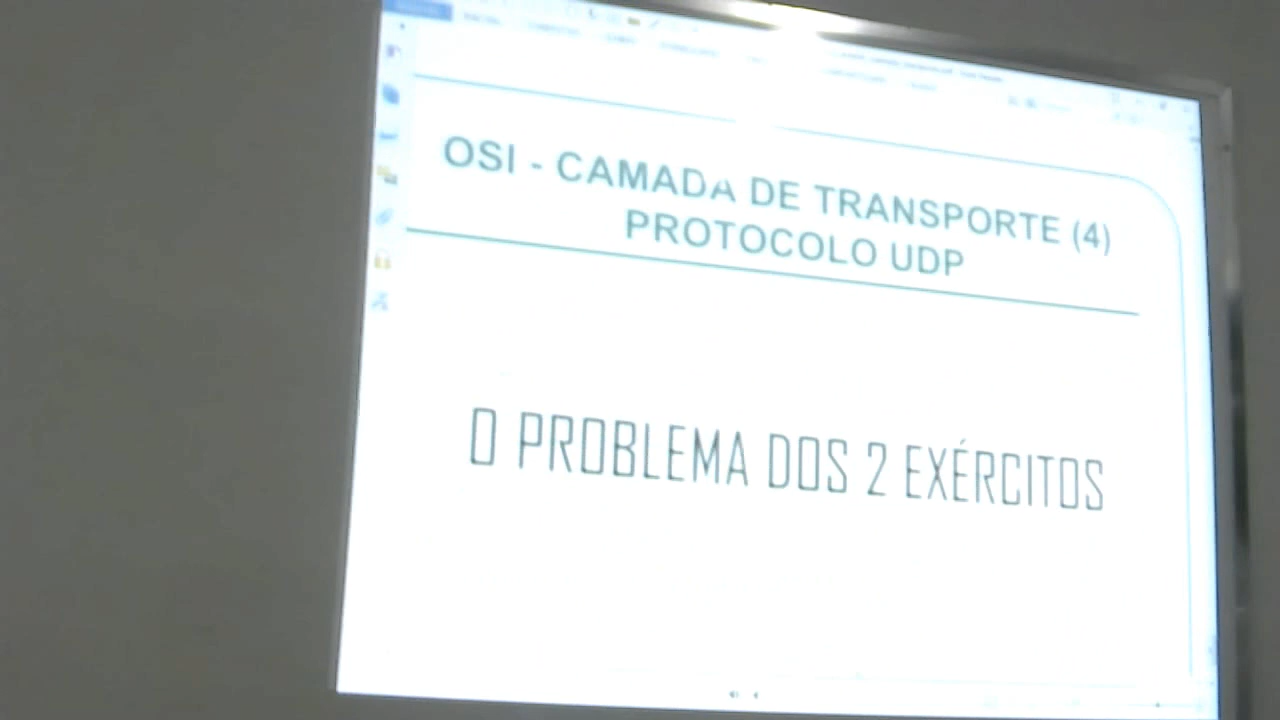 OSI - CAMADA DE TRANSPORTE (4)
PROTOCOLO UDP
O PROBLEMA DOS 2 EXÉRCITOS